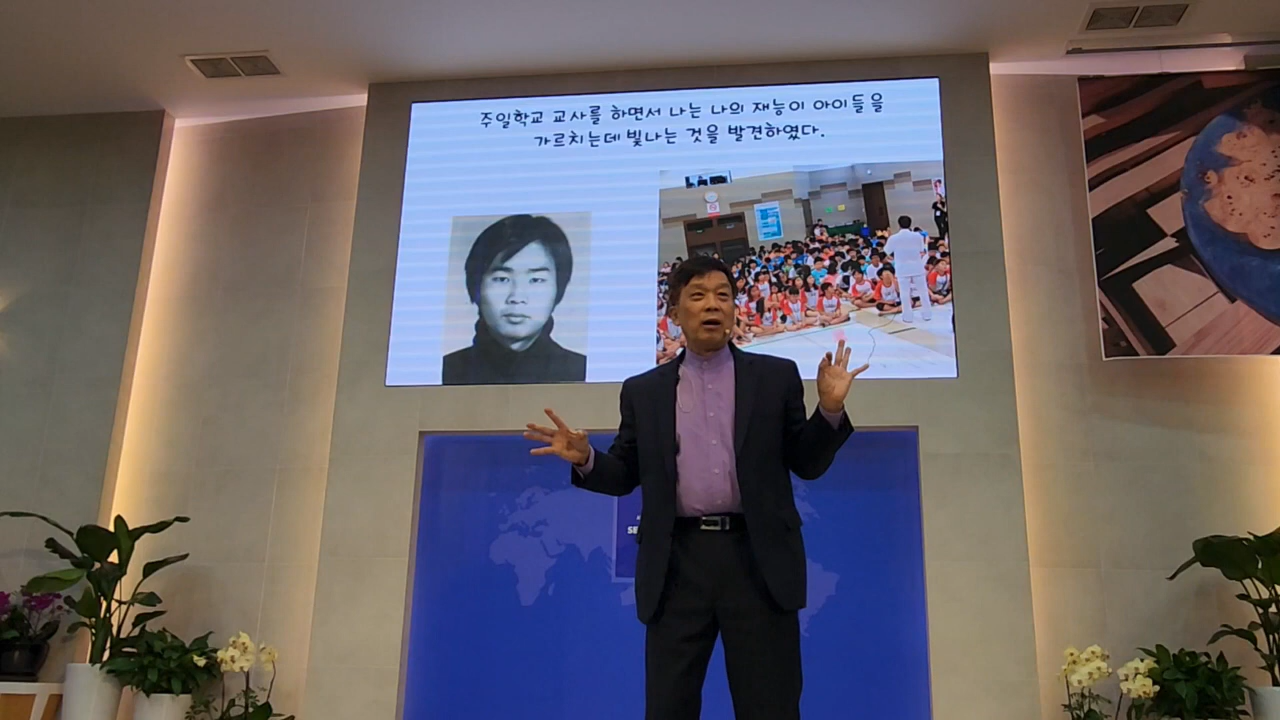 주일학교 교사를 하면서 나는 나의 재능이 아이들을
가르치는데 빛나는 것을 발견하였다.
SE